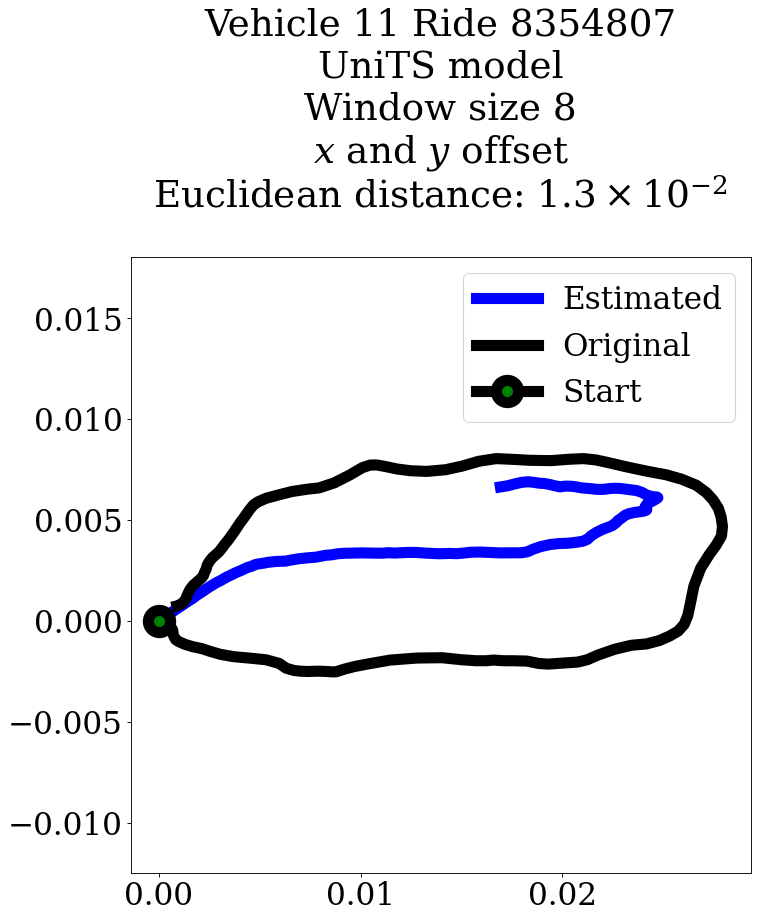 Vehicle 11 Ride 8354807
UniTS model
Window size 8
x and y offset
Euclidean distance: 1.3 × 10⁻²
Estimated
Original
Start
0.015
0.010
0.005
0.000
−0.005
−0.010
0.00 0.01 0.02